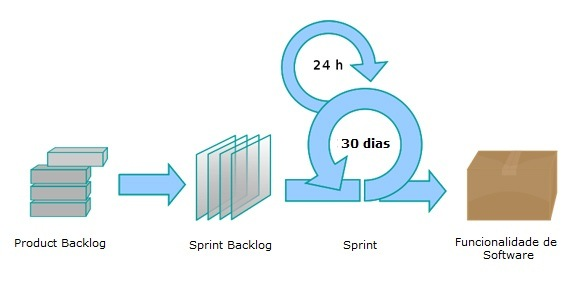 24 h
30 dias
Product Backlog
Sprint Backlog
Sprint
Funcionalidade de
Software